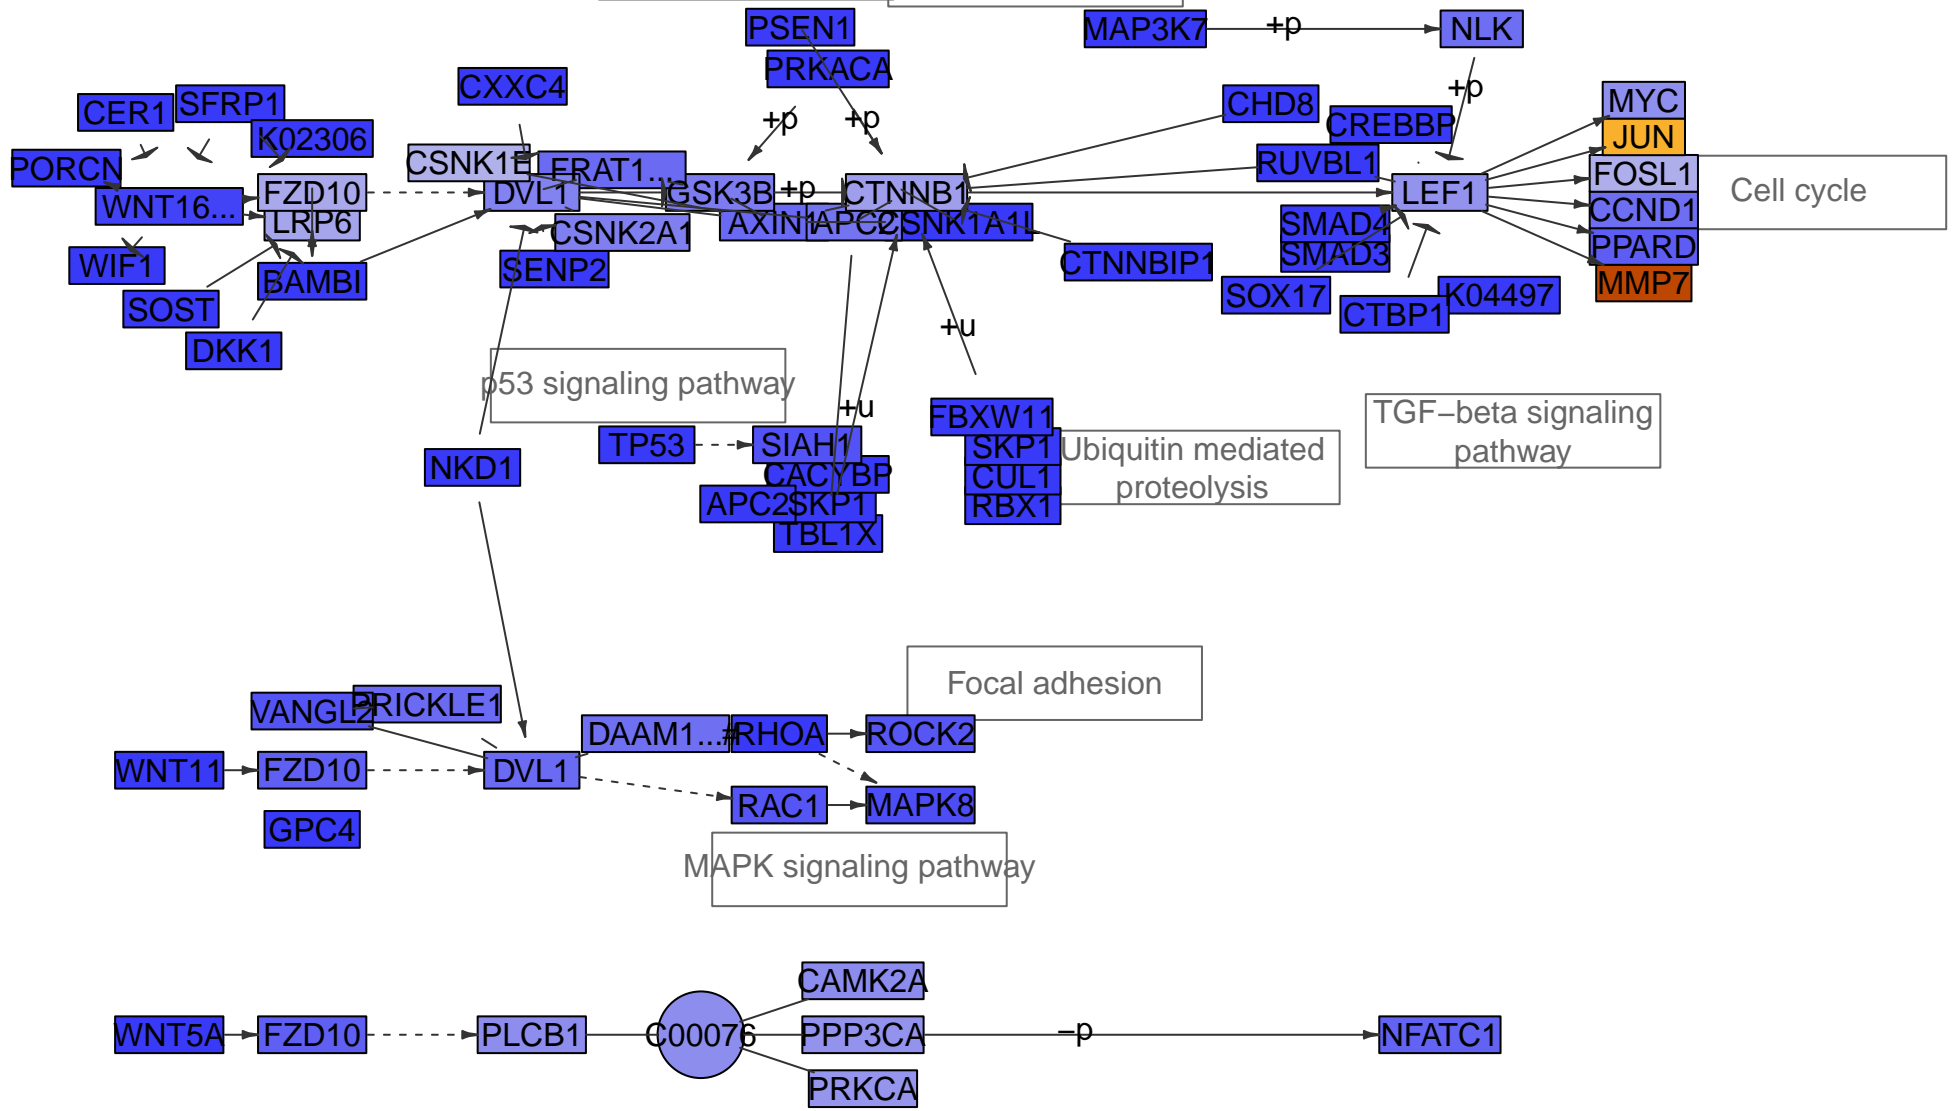 PSEN1
MAP3K7
+p
NLK
PRKACA
CXXC4
+p
CER1
SFRP1
CHD8
MYC
K02306
+p
+p
CREBBP
JUN
PORCN
CSNK1E
FRAT1...
RUVBL1
FOSL1
Cell cycle
WNT16...
FZD10
DVL1
GSK3B
+p
CTNNB1
LEF1
LRP6
AXIN1
APC2
CSNK1A1L
SMAD4
CCND1
WIF1
CSNK2A1
SMAD3
PPARD
BAMBI
SENP2
CTNNBIP1
MMP7
SOST
SOX17
K04497
DKK1
CTBP1
+u
p53 signaling pathway
+u
FBXW11
TGF−beta signaling
pathway
TP53
SIAH1
SKP1
Ubiquitin mediated
proteolysis
NKD1
CACYBP
CUL1
APC2
SKP1
RBX1
TBL1X
Focal adhesion
VANGL2
PRICKLE1
DAAM1...
#
RHOA
ROCK2
WNT11
FZD10
DVL1
RAC1
MAPK8
GPC4
MAPK signaling pathway
CAMK2A
WNT5A
FZD10
PLCB1
C00076
PPP3CA
−p
NFATC1
PRKCA